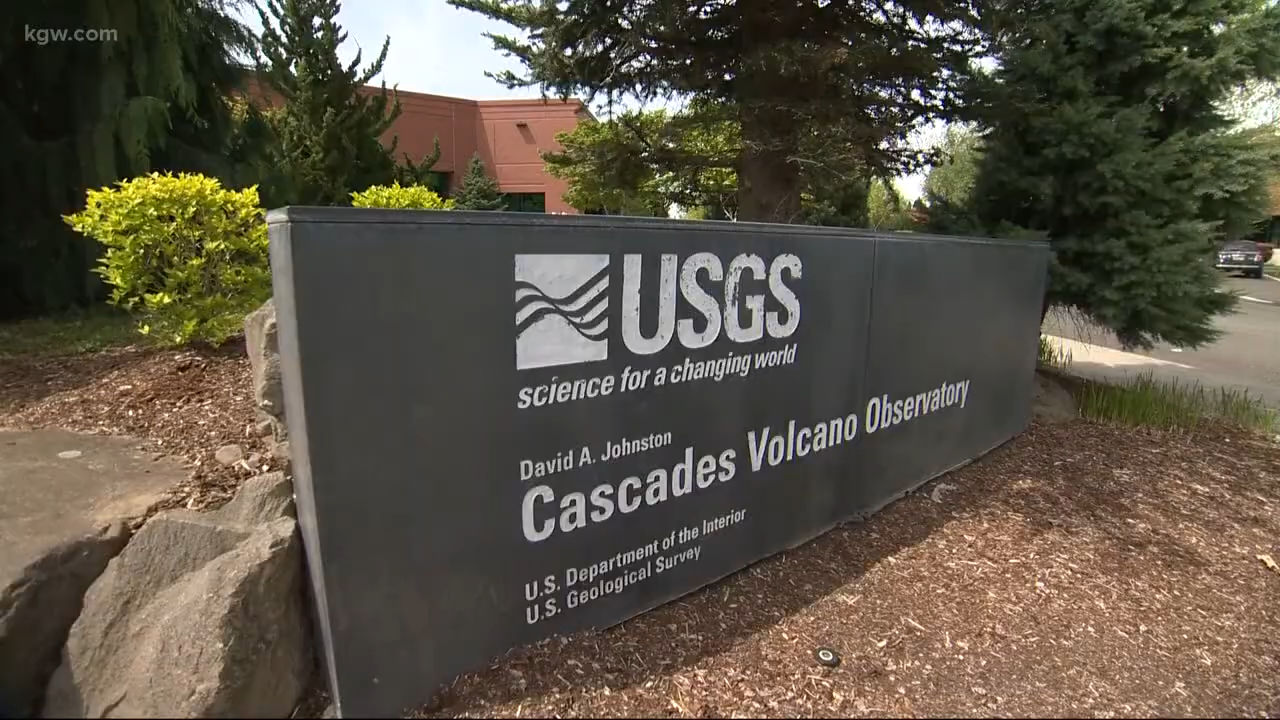 kgw.com
USGS
science for a changing world
David A. Johnston
Cascades Volcano Observatory
U.S. Department of the Interior
U.S. Geological Survey